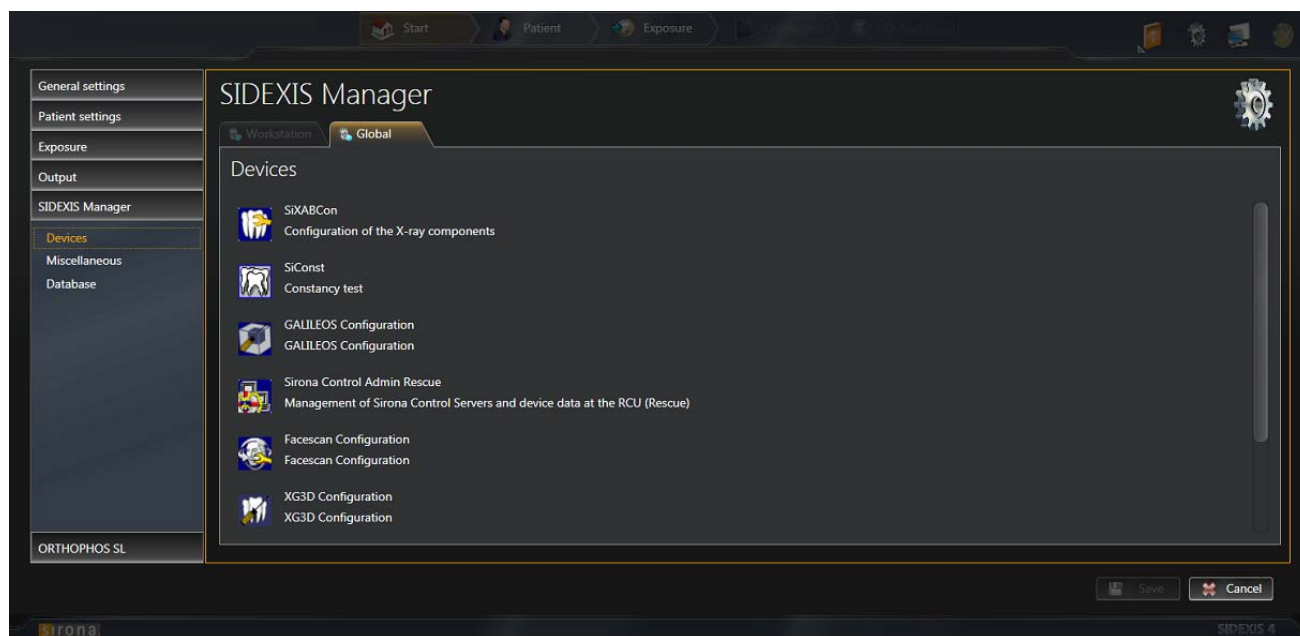 Start
Patient
Exposure
General settings
Patient settings
Exposure
Output
SIDEXIS Manager
Devices
Miscellaneous
Database
ORTHOPHOS SL
SIDEXIS Manager
Workstation
Global
Devices
SiXABCon
Configuration of the X-ray components
SiConst
Constancy test
GALILEOS Configuration
GALILEOS Configuration
Sirona Control Admin Rescue
Management of Sirona Control Servers and device data at the RCU (Rescue)
Facescan Configuration
Facescan Configuration
XG3D Configuration
XG3D Configuration
Save
Cancel
sirona
SIDEXIS 4